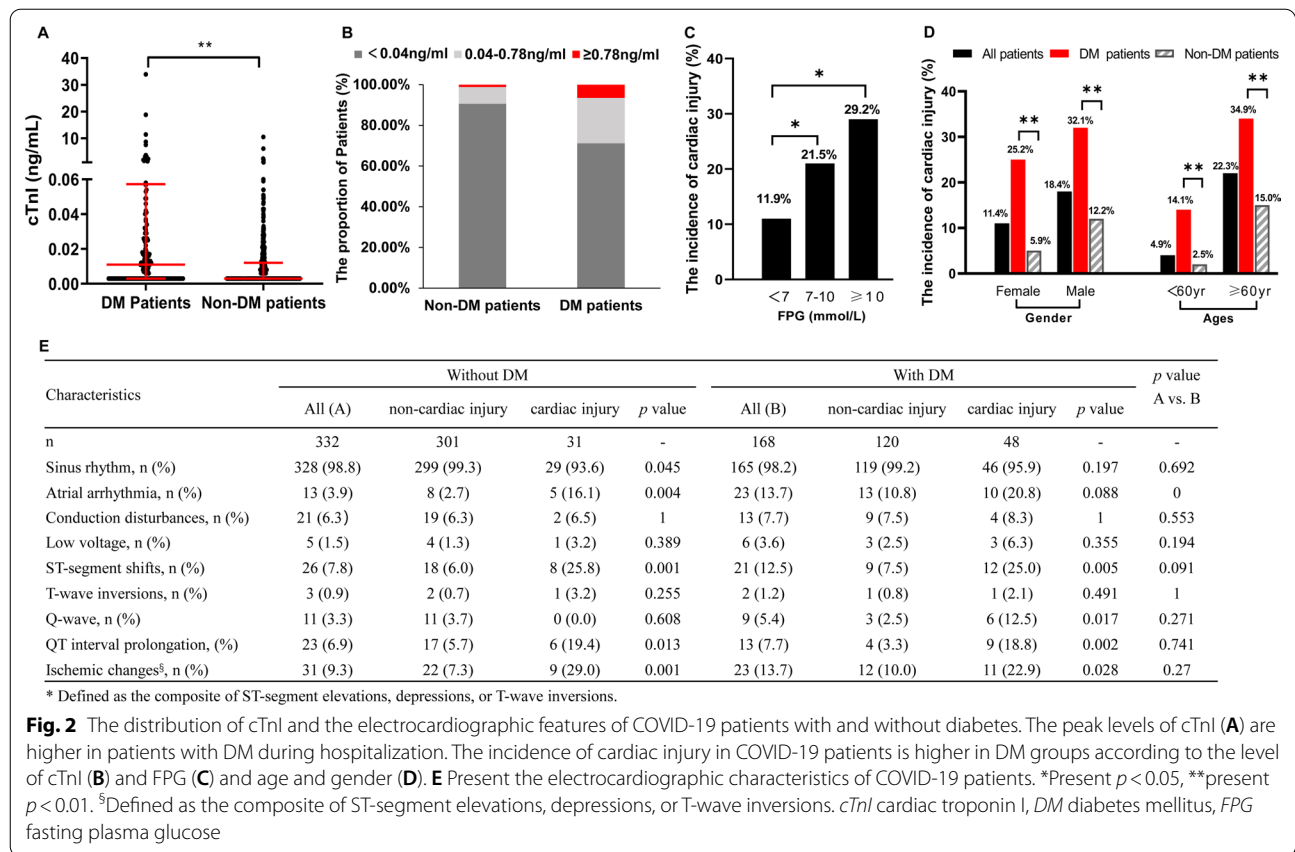 A
**
cTnI (ng/mL)
40
30
20
10
0.06
0.04
0.02
0.00
DM Patients Non-DM patients
B
<0.04ng/ml 0.04-0.78ng/ml ≥0.78ng/ml
The proportion of Patients (%)
100.00%
80.00%
60.00%
40.00%
20.00%
0.00%
Non-DM patients DM patients
C
The incidence of cardiac injury (%)
40
30
20
10
0
*
*
11.9% 21.5% 29.2%
<7 7-10 ≥10
FPG (mmol/L)
D
All patients DM patients Non-DM patients
The incidence of cardiac injury (%)
40
30
20
10
0
** ** ** **
11.4% 25.2% 5.9% 18.4% 32.1% 12.2% 4.9% 14.1% 2.5% 22.3% 34.9% 15.0%
Female Male <60yr ≥60yr
Gender Ages
E
Characteristics Without DM With DM p value
A vs. B
All (A) non-cardiac injury cardiac injury p value All (B) non-cardiac injury cardiac injury p value
n 332 301 31 - 168 120 48 - -
Sinus rhythm, n (%) 328 (98.8) 299 (99.3) 29 (93.6) 0.045 165 (98.2) 119 (99.2) 46 (95.9) 0.197 0.692
Atrial arrhythmia, n (%) 13 (3.9) 8 (2.7) 5 (16.1) 0.004 23 (13.7) 13 (10.8) 10 (20.8) 0.088 0
Conduction disturbances, n (%) 21 (6.3) 19 (6.3) 2 (6.5) 1 13 (7.7) 9 (7.5) 4 (8.3) 1 0.553
Low voltage, n (%) 5 (1.5) 4 (1.3) 1 (3.2) 0.389 6 (3.6) 3 (2.5) 3 (6.3) 0.355 0.194
ST-segment shifts, n (%) 26 (7.8) 18 (6.0) 8 (25.8) 0.001 21 (12.5) 9 (7.5) 12 (25.0) 0.005 0.091
T-wave inversions, n (%) 3 (0.9) 2 (0.7) 1 (3.2) 0.255 2 (1.2) 1 (0.8) 1 (2.1) 0.491 1
Q-wave, n (%) 11 (3.3) 11 (3.7) 0 (0.0) 0.608 9 (5.4) 3 (2.5) 6 (12.5) 0.017 0.271
QT interval prolongation, (%) 23 (6.9) 17 (5.7) 6 (19.4) 0.013 13 (7.7) 4 (3.3) 9 (18.8) 0.002 0.741
Ischemic changes§, n (%) 31 (9.3) 22 (7.3) 9 (29.0) 0.001 23 (13.7) 12 (10.0) 11 (22.9) 0.028 0.27
* Defined as the composite of ST-segment elevations, depressions, or T-wave inversions.
Fig. 2 The distribution of cTnI and the electrocardiographic features of COVID-19 patients with and without diabetes. The peak levels of cTnI (A) are
higher in patients with DM during hospitalization. The incidence of cardiac injury in COVID-19 patients is higher in DM groups according to the level
of cTnI (B) and FPG (C) and age and gender (D). E Present the electrocardiographic characteristics of COVID-19 patients. *Present p < 0.05, **present
p < 0.01. §Defined as the composite of ST-segment elevations, depressions, or T-wave inversions. cTnI cardiac troponin I, DM diabetes mellitus, FPG
fasting plasma glucose